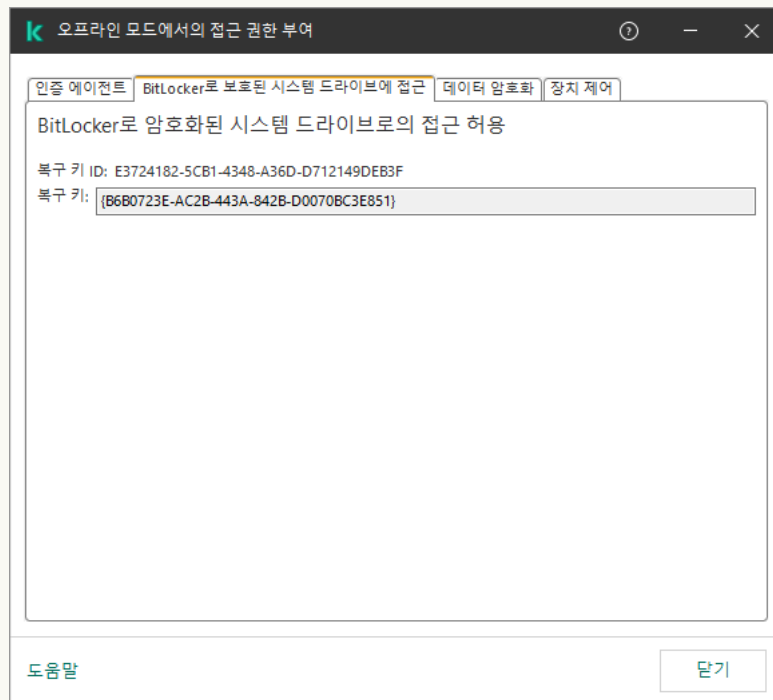 오프라인 모드에서의 접근 권한 부여
인증 에이전트 BitLocker로 보호된 시스템 드라이브에 접근 데이터 암호화 장치 제어
BitLocker로 암호화된 시스템 드라이브로의 접근 허용
복구 키 ID: E3724182-5CB1-4348-A36D-D712149DEB3F
복구 키: {B6B0723E-AC2B-443A-842B-D0070BC3E851}
도움말 닫기